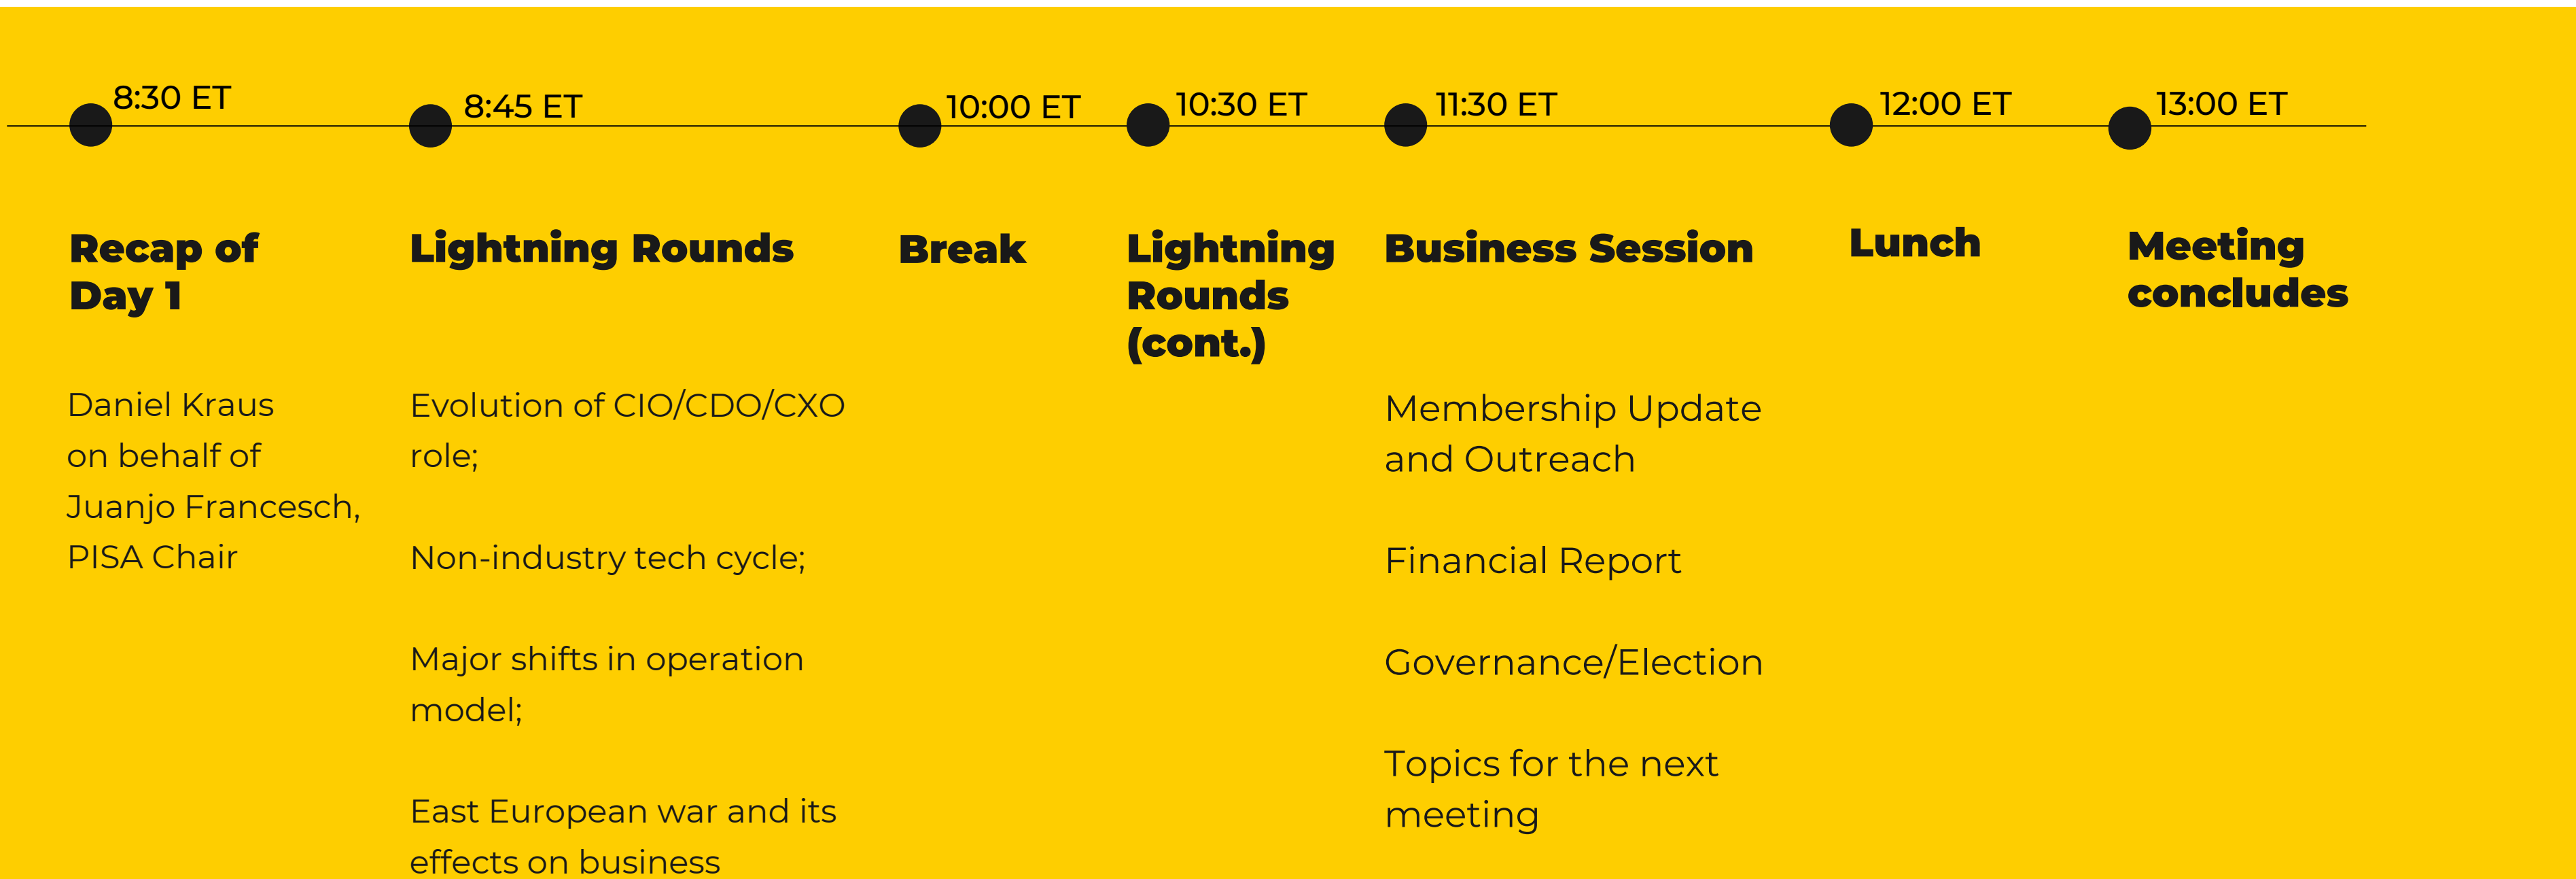 8:30 ET
8:45 ET
10:00 ET
10:30 ET
11:30 ET
12:00 ET
13:00 ET
Recap of
Day 1
Daniel Kraus
on behalf of
Juanjo Francesch,
PISA Chair
Lightning Rounds
Evolution of CIO/CDO/CXO
role;
Non-industry tech cycle;
Major shifts in operation
model;
East European war and its
effects on business
Break
Lightning
Rounds
(cont.)
Business Session
Membership Update
and Outreach
Financial Report
Governance/Election
Topics for the next
meeting
Lunch
Meeting
concludes